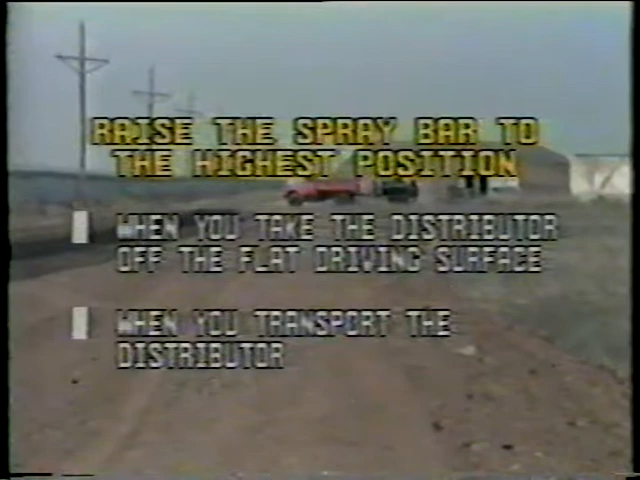 RAISE THE SPRAY BAR TO
THE HIGHEST POSITION
WHEN YOU TAKE THE DISTRIBUTOR
OFF THE FLAT DRIVING SURFACE
WHEN YOU TRANSPORT THE
DISTRIBUTOR